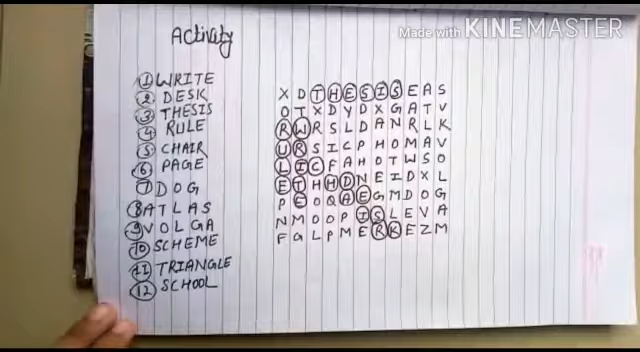 Made with KINEMASTER
Activity
1 WRITE
2 DESK
3 THESIS
4 RULE
5 CHAIR
6 PAGE
7 DOG
8 ATLAS
9 VOLGA
10 SCHEME
11 TRIANGLE
12 SCHOOL
X D T H E S I S E A S
O T X D Y D X G A T V
R W R S L D A N R L K
U R S I C P H O M A V
L I C F A H O T W S O
E T H H D N E I D X L
P E O Q A E G M D O G
N M O O P I S L E V A
F G L P M E R K E Z M